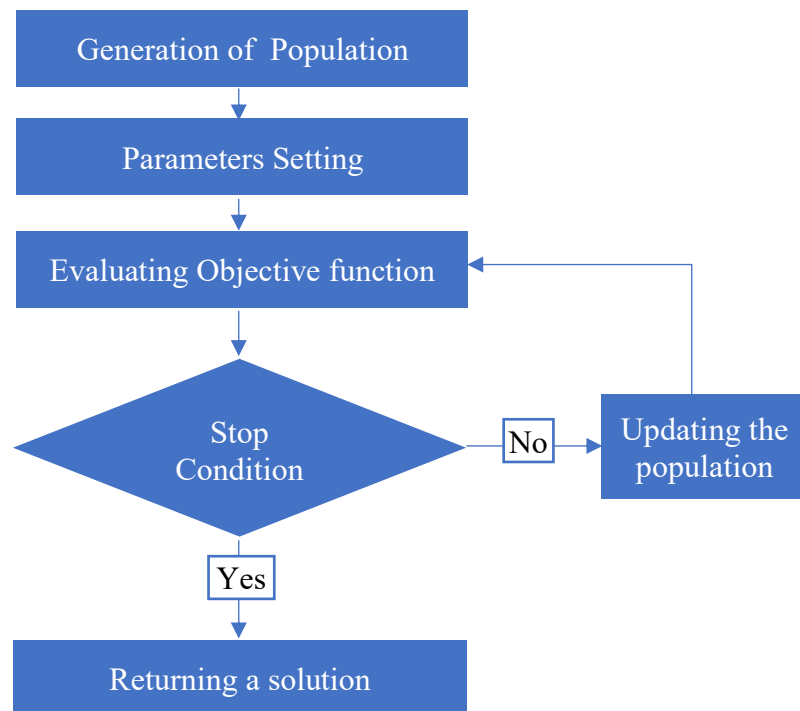 Generation of Population
Parameters Setting
Evaluating Objective function
Stop
Condition
No
Updating the
population
Yes
Returning a solution